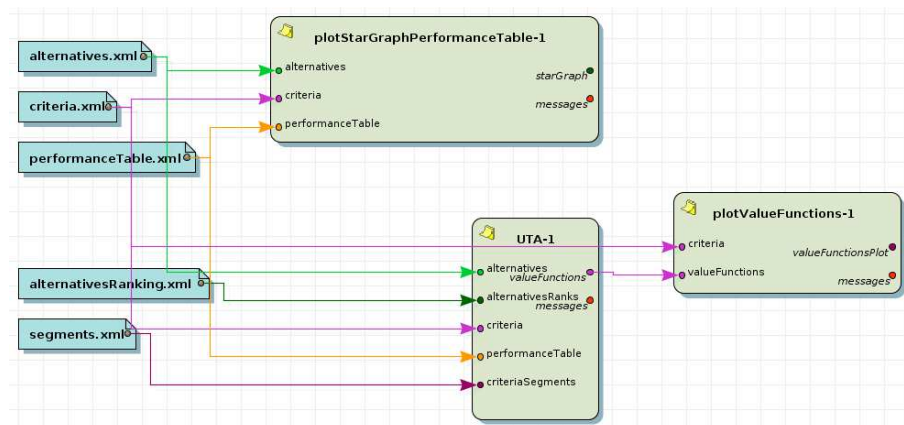 alternatives.xml
criteria.xml
performanceTable.xml
alternativesRanking.xml
segments.xml
plotStarGraphPerformanceTable-1
alternatives
starGraph
criteria
messages
performanceTable
UTA-1
alternatives
valueFunctions
alternativesRanks
messages
criteria
performanceTable
criteriaSegments
plotValueFunctions-1
criteria
valueFunctionsPlot
valueFunctions
messages